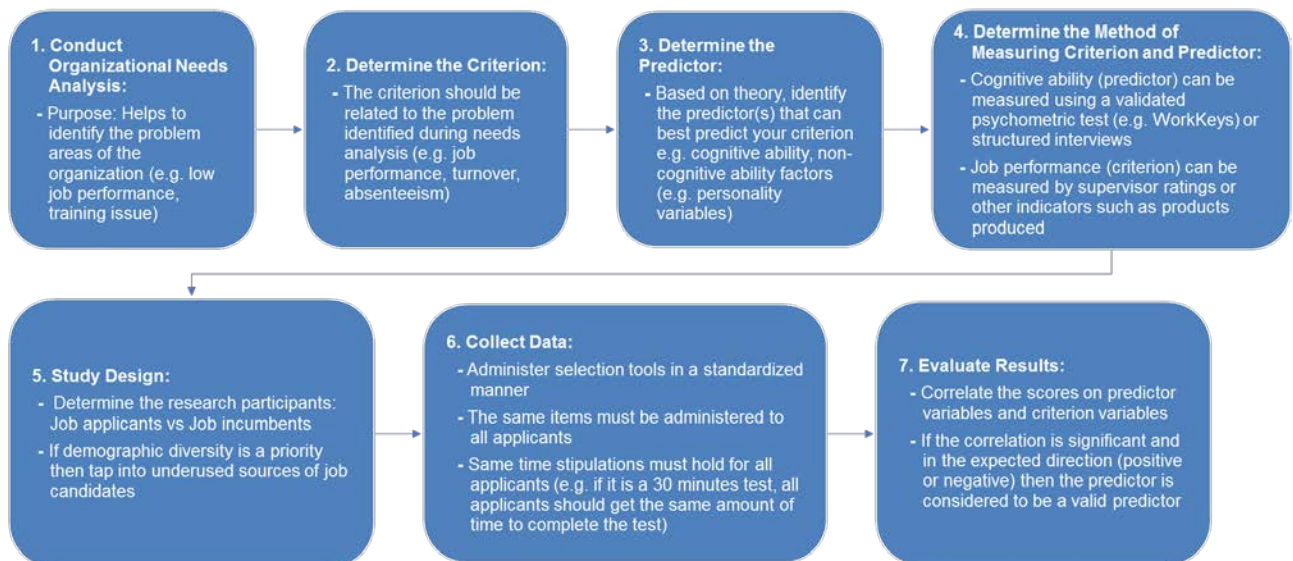 1. Conduct
Organizational Needs
Analysis:
- Purpose: Helps to
identify the problem
areas of the
organization (e.g. low
job performance,
training issue)
2. Determine the Criterion:
- The criterion should be
related to the problem
identified during needs
analysis (e.g. job
performance, turnover,
absenteeism)
3. Determine the
Predictor:
- Based on theory, identify
the predictor(s) that can
best predict your criterion
e.g. cognitive ability, non-
cognitive ability factors
(e.g. personality
variables)
4. Determine the Method of
Measuring Criterion and Predictor:
- Cognitive ability (predictor) can be
measured using a validated
psychometric test (e.g. WorkKeys) or
structured interviews
- Job performance (criterion) can be
measured by supervisor ratings or
other indicators such as products
produced
5. Study Design:
- Determine the research participants:
Job applicants vs Job incumbents
- If demographic diversity is a priority
then tap into underused sources of job
candidates
6. Collect Data:
- Administer selection tools in a standardized
manner
- The same items must be administered to
all applicants
- Same time stipulations must hold for all
applicants (e.g. if it is a 30 minutes test, all
applicants should get the same amount of
time to complete the test)
7. Evaluate Results:
- Correlate the scores on predictor
variables and criterion variables
- If the correlation is significant and
in the expected direction (positive
or negative) then the predictor is
considered to be a valid predictor